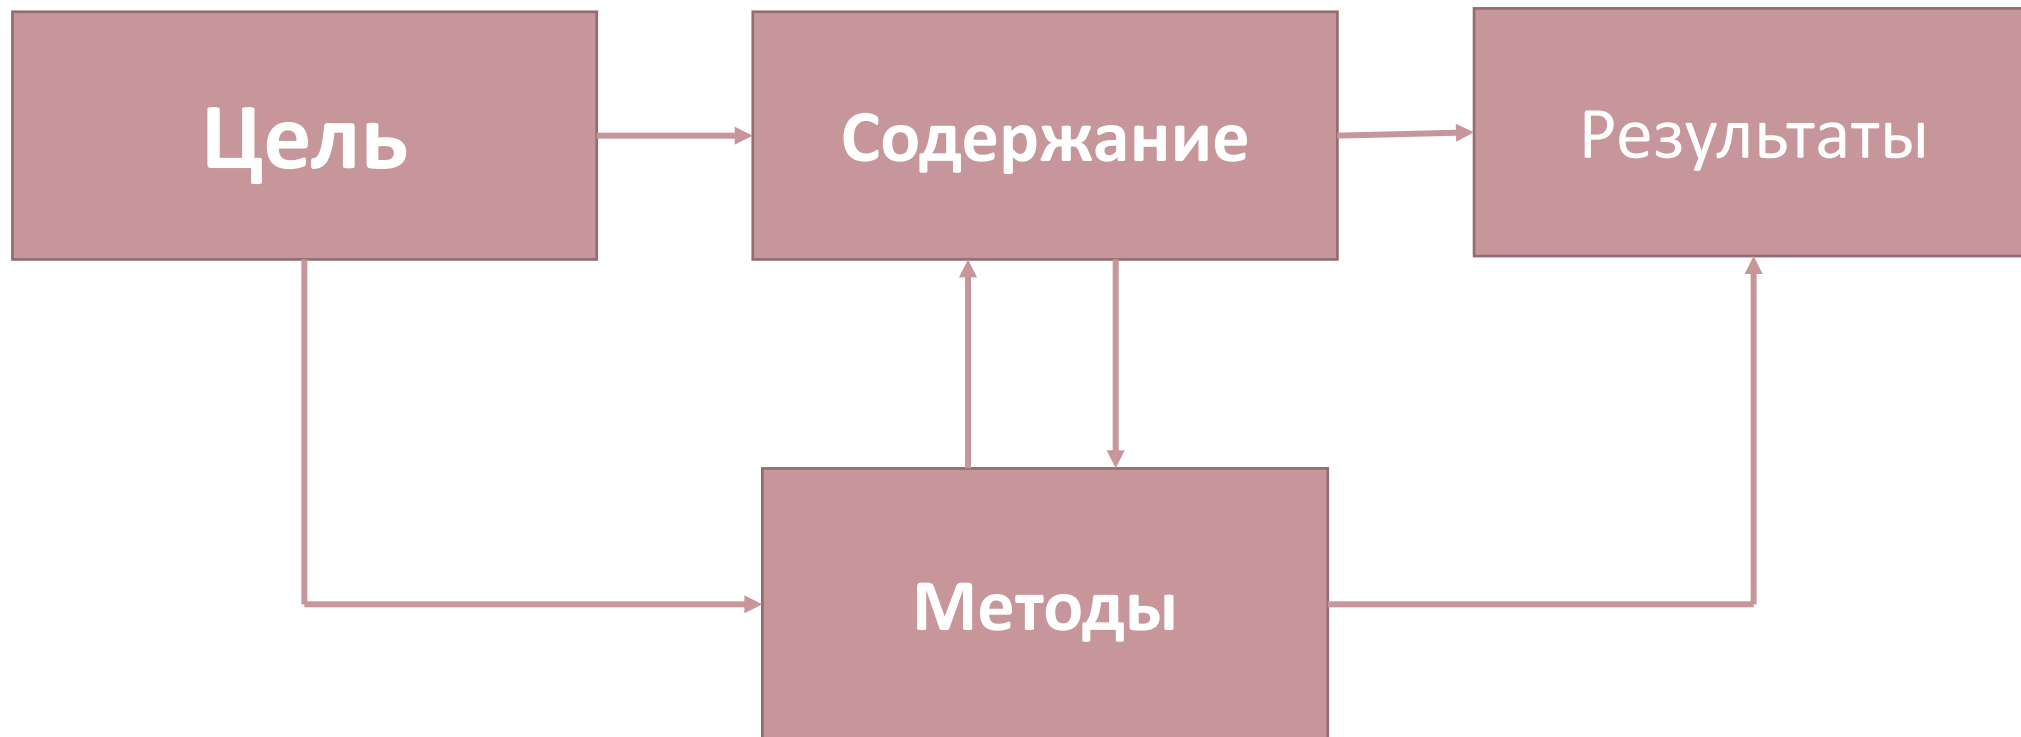 Цель
Содержание
Результаты
Методы